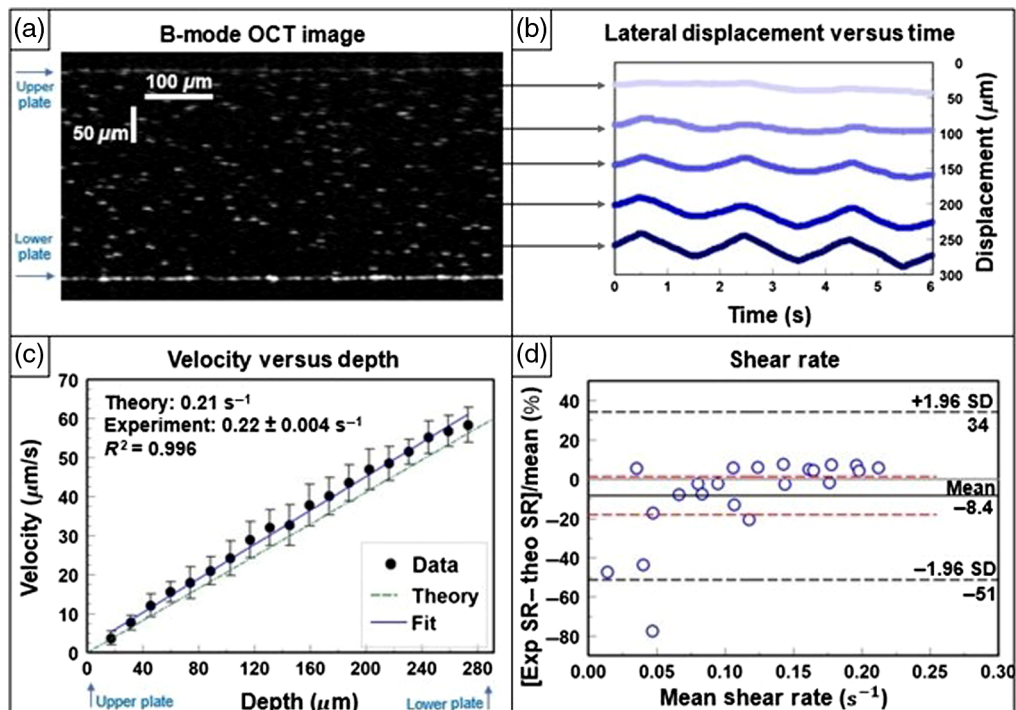 (a)
B-mode OCT image
Upper
plate
100 µm
50 µm
Lower
plate
(b)
Lateral displacement versus time
0
50
100
150
200
250
300
Displacement (µm)
0 1 2 3 4 5 6
Time (s)
(c)
Velocity versus depth
Theory: 0.21 s⁻¹
Experiment: 0.22 ± 0.004 s⁻¹
R² = 0.996
70
60
50
40
30
20
10
0
Velocity (µm/s)
Data
Theory
Fit
0 40 80 120 160 200 240 280
Upper plate
Depth (µm)
Lower plate
(d)
Shear rate
40
20
0
−20
−40
−60
−80
[Exp SR− theo SR]/mean (%)
+1.96 SD
34
Mean
−8.4
−1.96 SD
−51
0.00 0.05 0.10 0.15 0.20 0.25 0.30
Mean shear rate (s⁻¹)